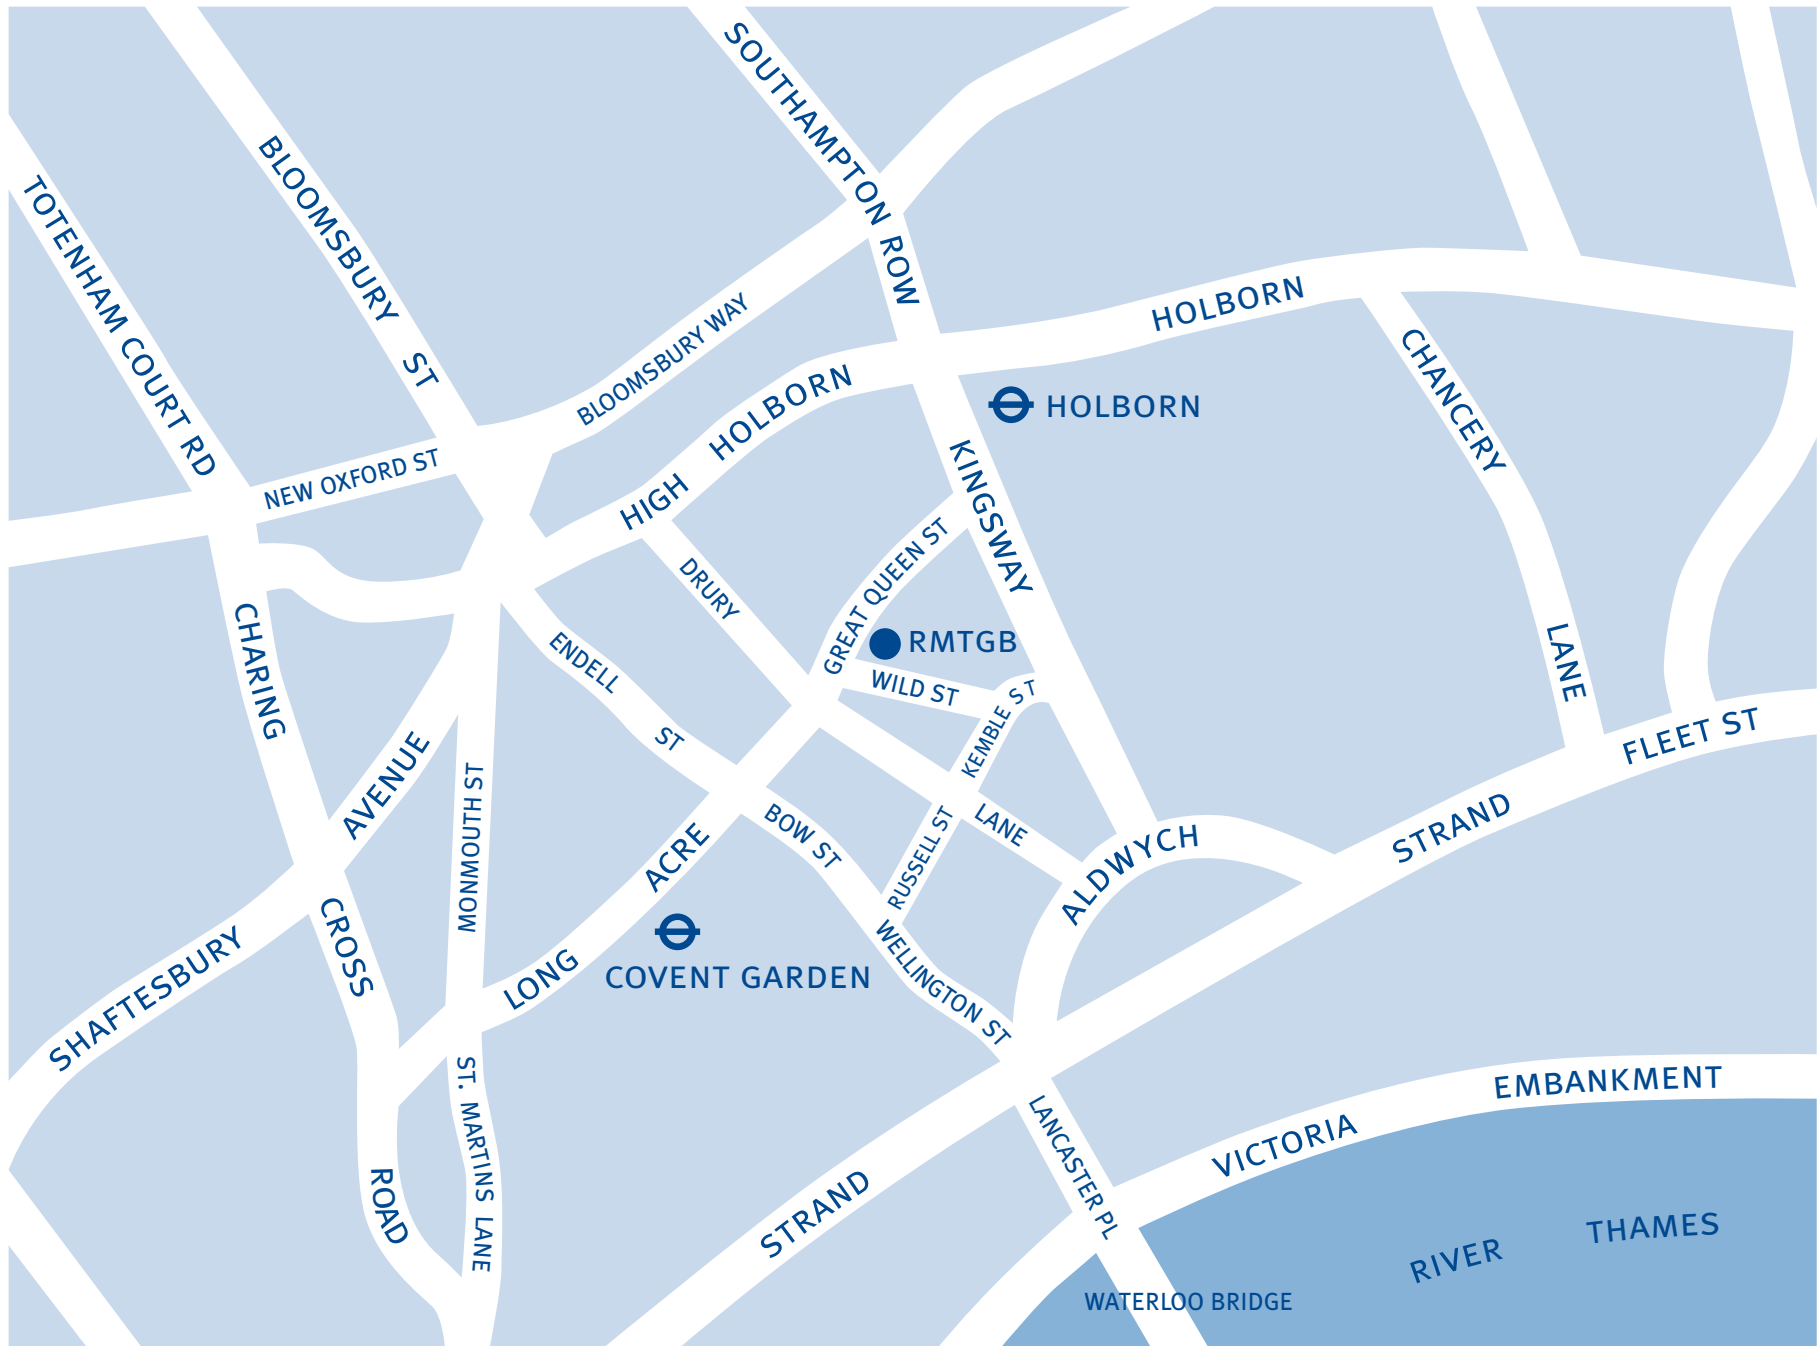 SOUTHAMPTON ROW
BLOOMSBURY ST
TOTENHAM COURT RD
BLOOMSBURY WAY
HOLBORN
HIGH HOLBORN
CHANCERY LANE
HOLBORN
NEW OXFORD ST
KINGSWAY
GREAT QUEEN ST
DRURY LANE
RMTGB
CHARING CROSS ROAD
ENDELL ST
WILD ST
KEMBLE ST
FLEET ST
SHAFTESBURY AVENUE
MONMOUTH ST
BOW ST
RUSSELL ST
ALDWYCH
STRAND
LONG ACRE
COVENT GARDEN
WELLINGTON ST
ST. MARTINS LANE
LANCASTER PL
VICTORIA EMBANKMENT
STRAND
RIVER THAMES
WATERLOO BRIDGE